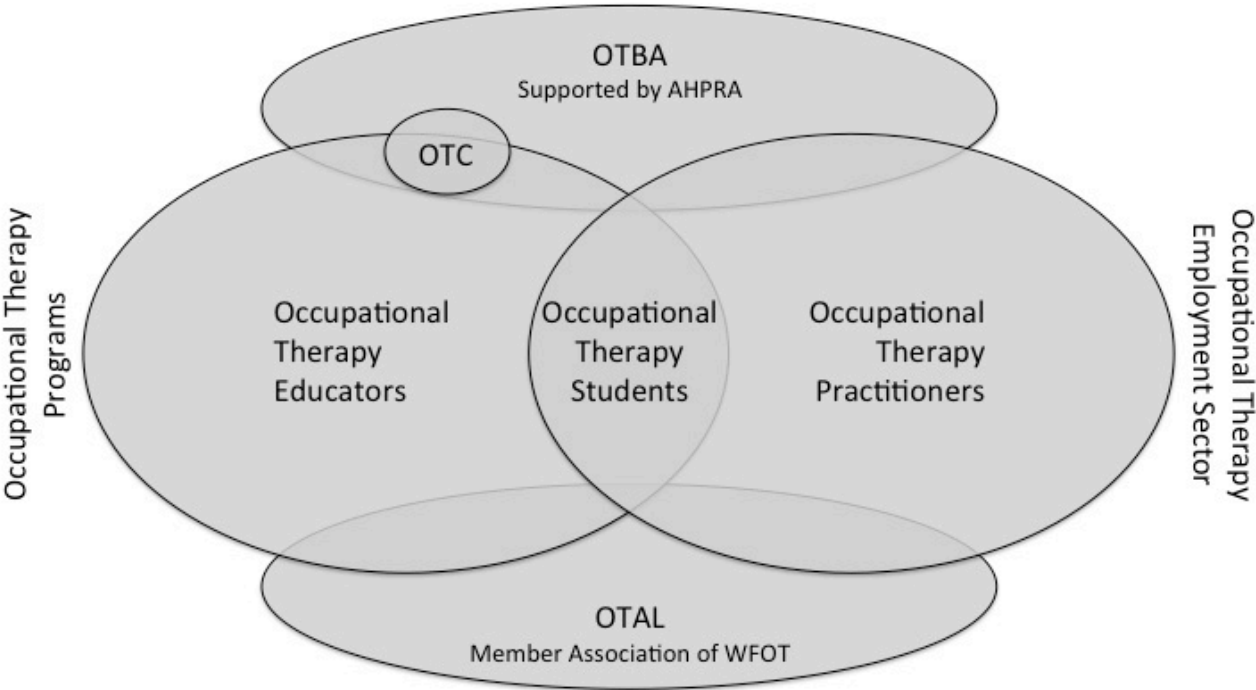 OTBA
Supported by AHPRA
OTC
Occupational Therapy
Programs
Occupational
Therapy
Educators
Occupational
Therapy
Students
Occupational
Therapy
Practitioners
Occupational Therapy
Employment Sector
OTAL
Member Association of WFOT